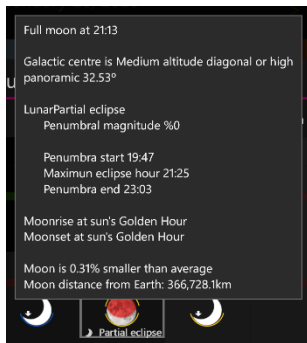 Full moon at 21:13
Galactic centre is Medium altitude diagonal or high
panoramic 32.53º
LunarPartial eclipse
Penumbral magnitude %0
Penumbra start 19:47
Maximun eclipse hour 21:25
Penumbra end 23:03
Moonrise at sun's Golden Hour
Moonset at sun's Golden Hour
Moon is 0.31% smaller than average
Moon distance from Earth: 366,728.1km
Partial eclipse